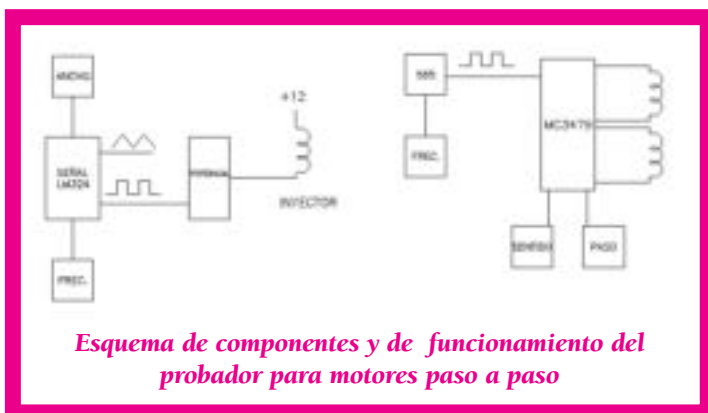 ANCHO
+12
SEÑAL
LM324
POTENCIA
INYECTOR
FREC.
555
MC3479
FREC.
SENTIDO
PASO
Esquema de componentes y de funcionamiento del
probador para motores paso a paso